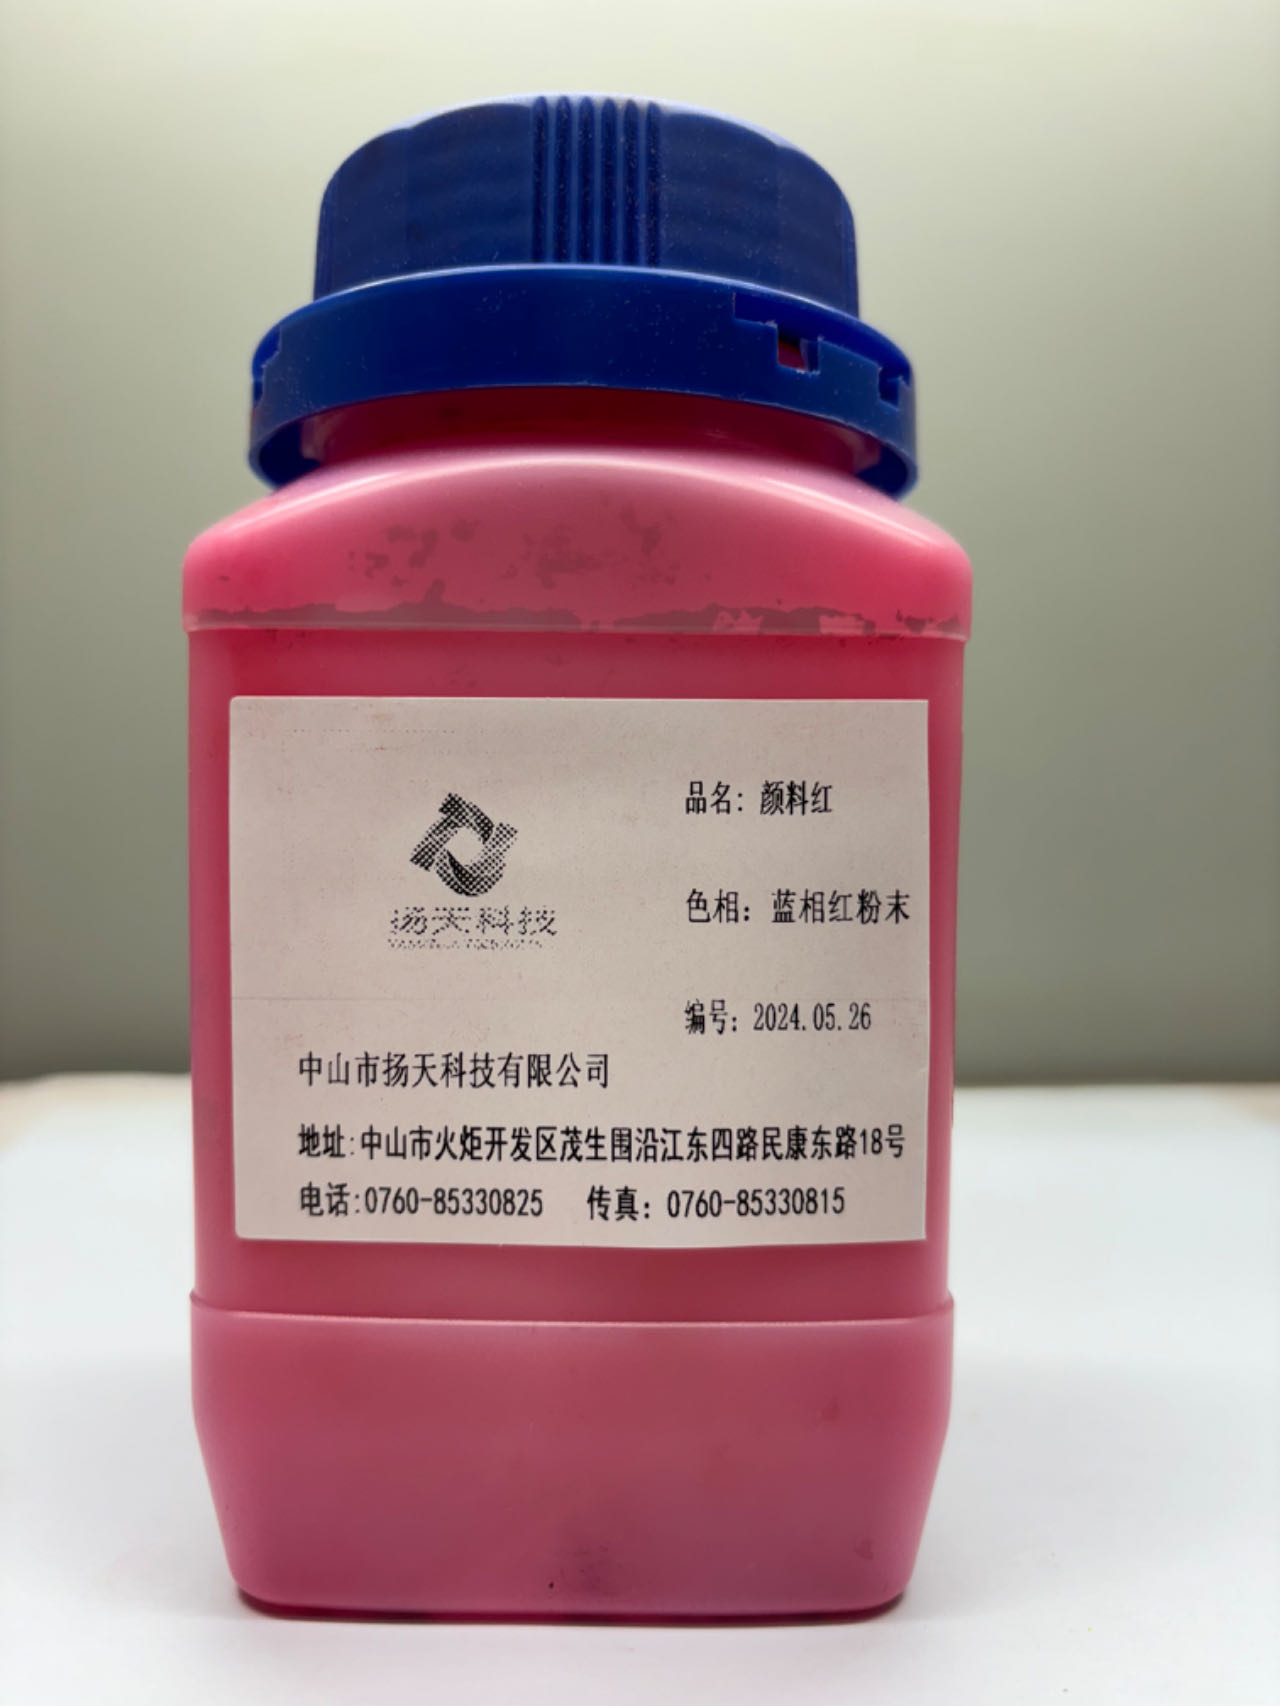 品名：颜料红
扬天科技
色相：蓝相红粉末
编号：2024.05.26
中山市扬天科技有限公司
地址:中山市火炬开发区茂生围沿江东四路民康东路18号
电话:0760-85330825 传真：0760-85330815